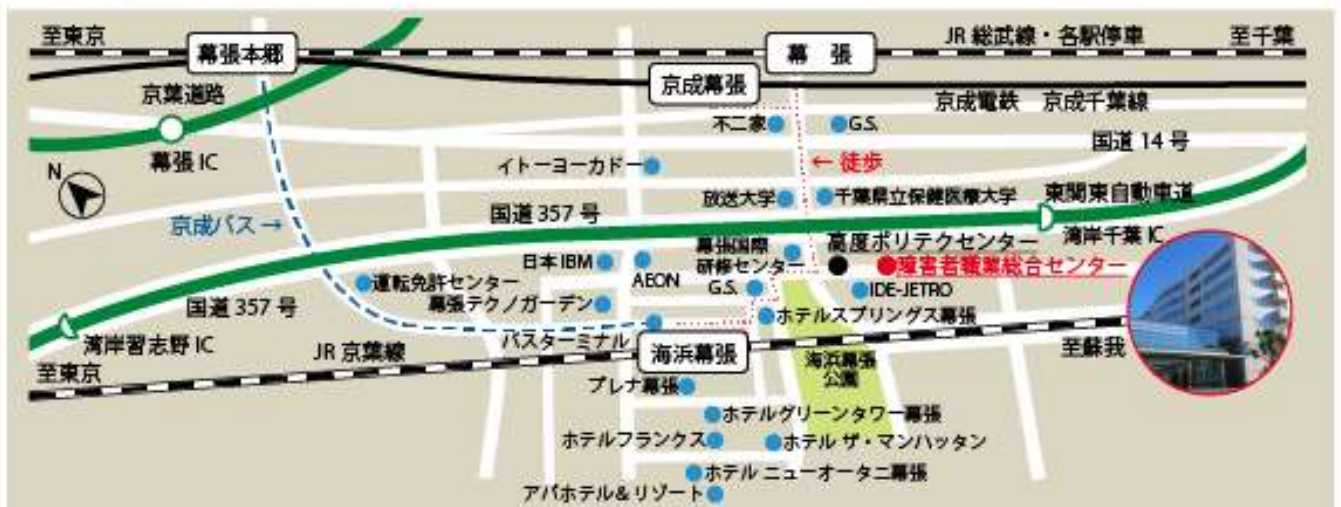 至東京
幕張本郷
幕 張
JR 総武線・各駅停車
至千葉
京成幕張
京葉道路
京成電鉄 京成千葉線
不二家
G.S.
国道 14 号
幕張 IC
N
イトーヨーカドー
← 徒歩
放送大学
千葉県立保健医療大学
東関東自動車道
京成バス →
国道 357 号
湾岸千葉 IC
幕張国際
研修センター
高度ポリテクセンター
日本 IBM
AEON
障害者職業総合センター
運転免許センター
G.S.
IDE-JETRO
幕張テクノガーデン
国道 357 号
ホテルスプリングス幕張
バスターミナル
湾岸習志野 IC
JR 京葉線
海浜幕張
至蘇我
至東京
海浜幕張
公園
プレナ幕張
ホテルグリーンタワー幕張
ホテルフランクス
ホテル ザ・マンハッタン
ホテル ニューオータニ幕張
アパホテル＆リゾート